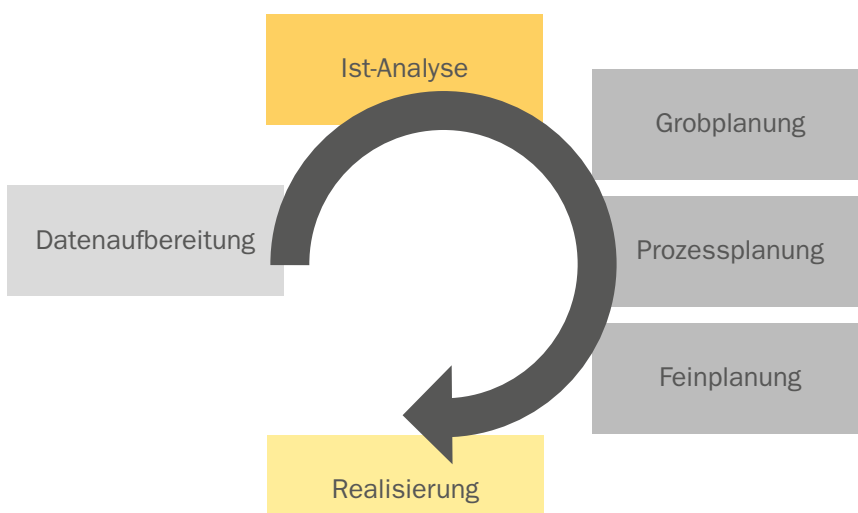 Ist-Analyse
Grobplanung
Datenaufbereitung
Prozessplanung
Feinplanung
Realisierung